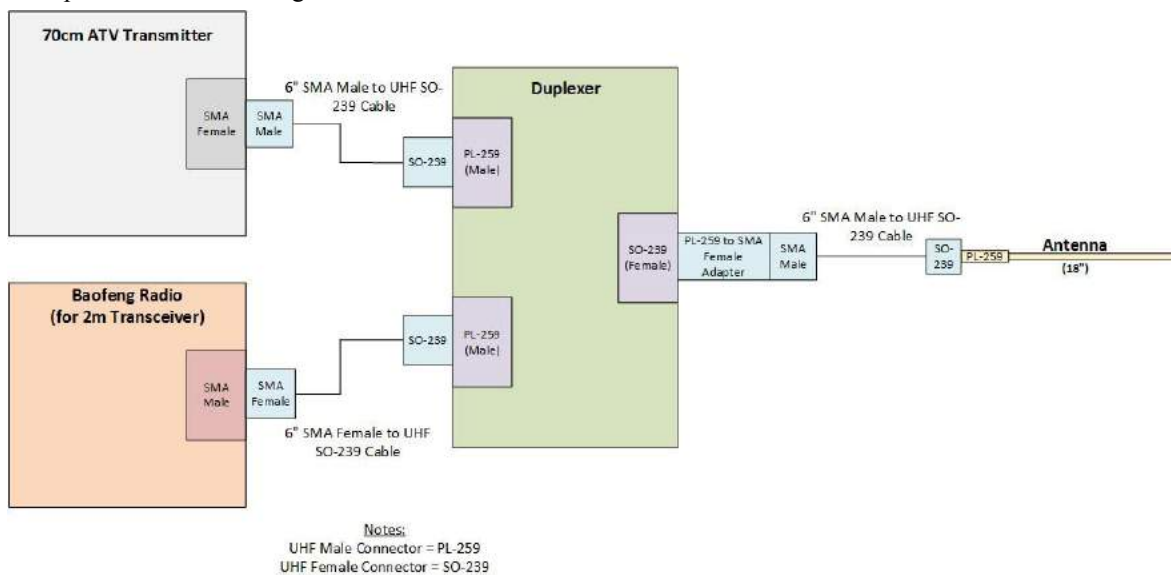 70cm ATV Transmitter
SMA
Female
SMA
Male
6" SMA Male to UHF SO-
239 Cable
SO-239
Duplexer
PL-259
(Male)
SO-239
(Female)
PL-259 to SMA
Female
Adapter
SMA
Male
6" SMA Male to UHF SO-
239 Cable
SO-
239
PL-259
Antenna
(18")
Baofeng Radio
(for 2m Transceiver)
SMA
Male
SMA
Female
6" SMA Female to UHF
SO-239 Cable
SO-239
PL-259
(Male)
Notes:
UHF Male Connector = PL-259
UHF Female Connector = SO-239